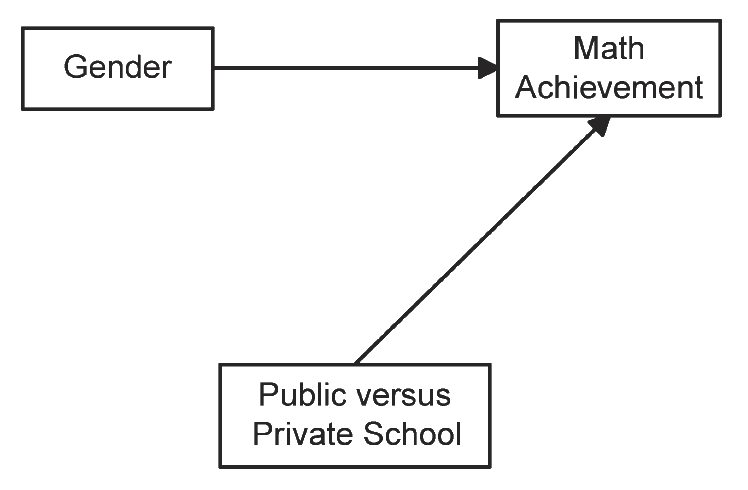 Gender
Math
Achievement
Public versus
Private School